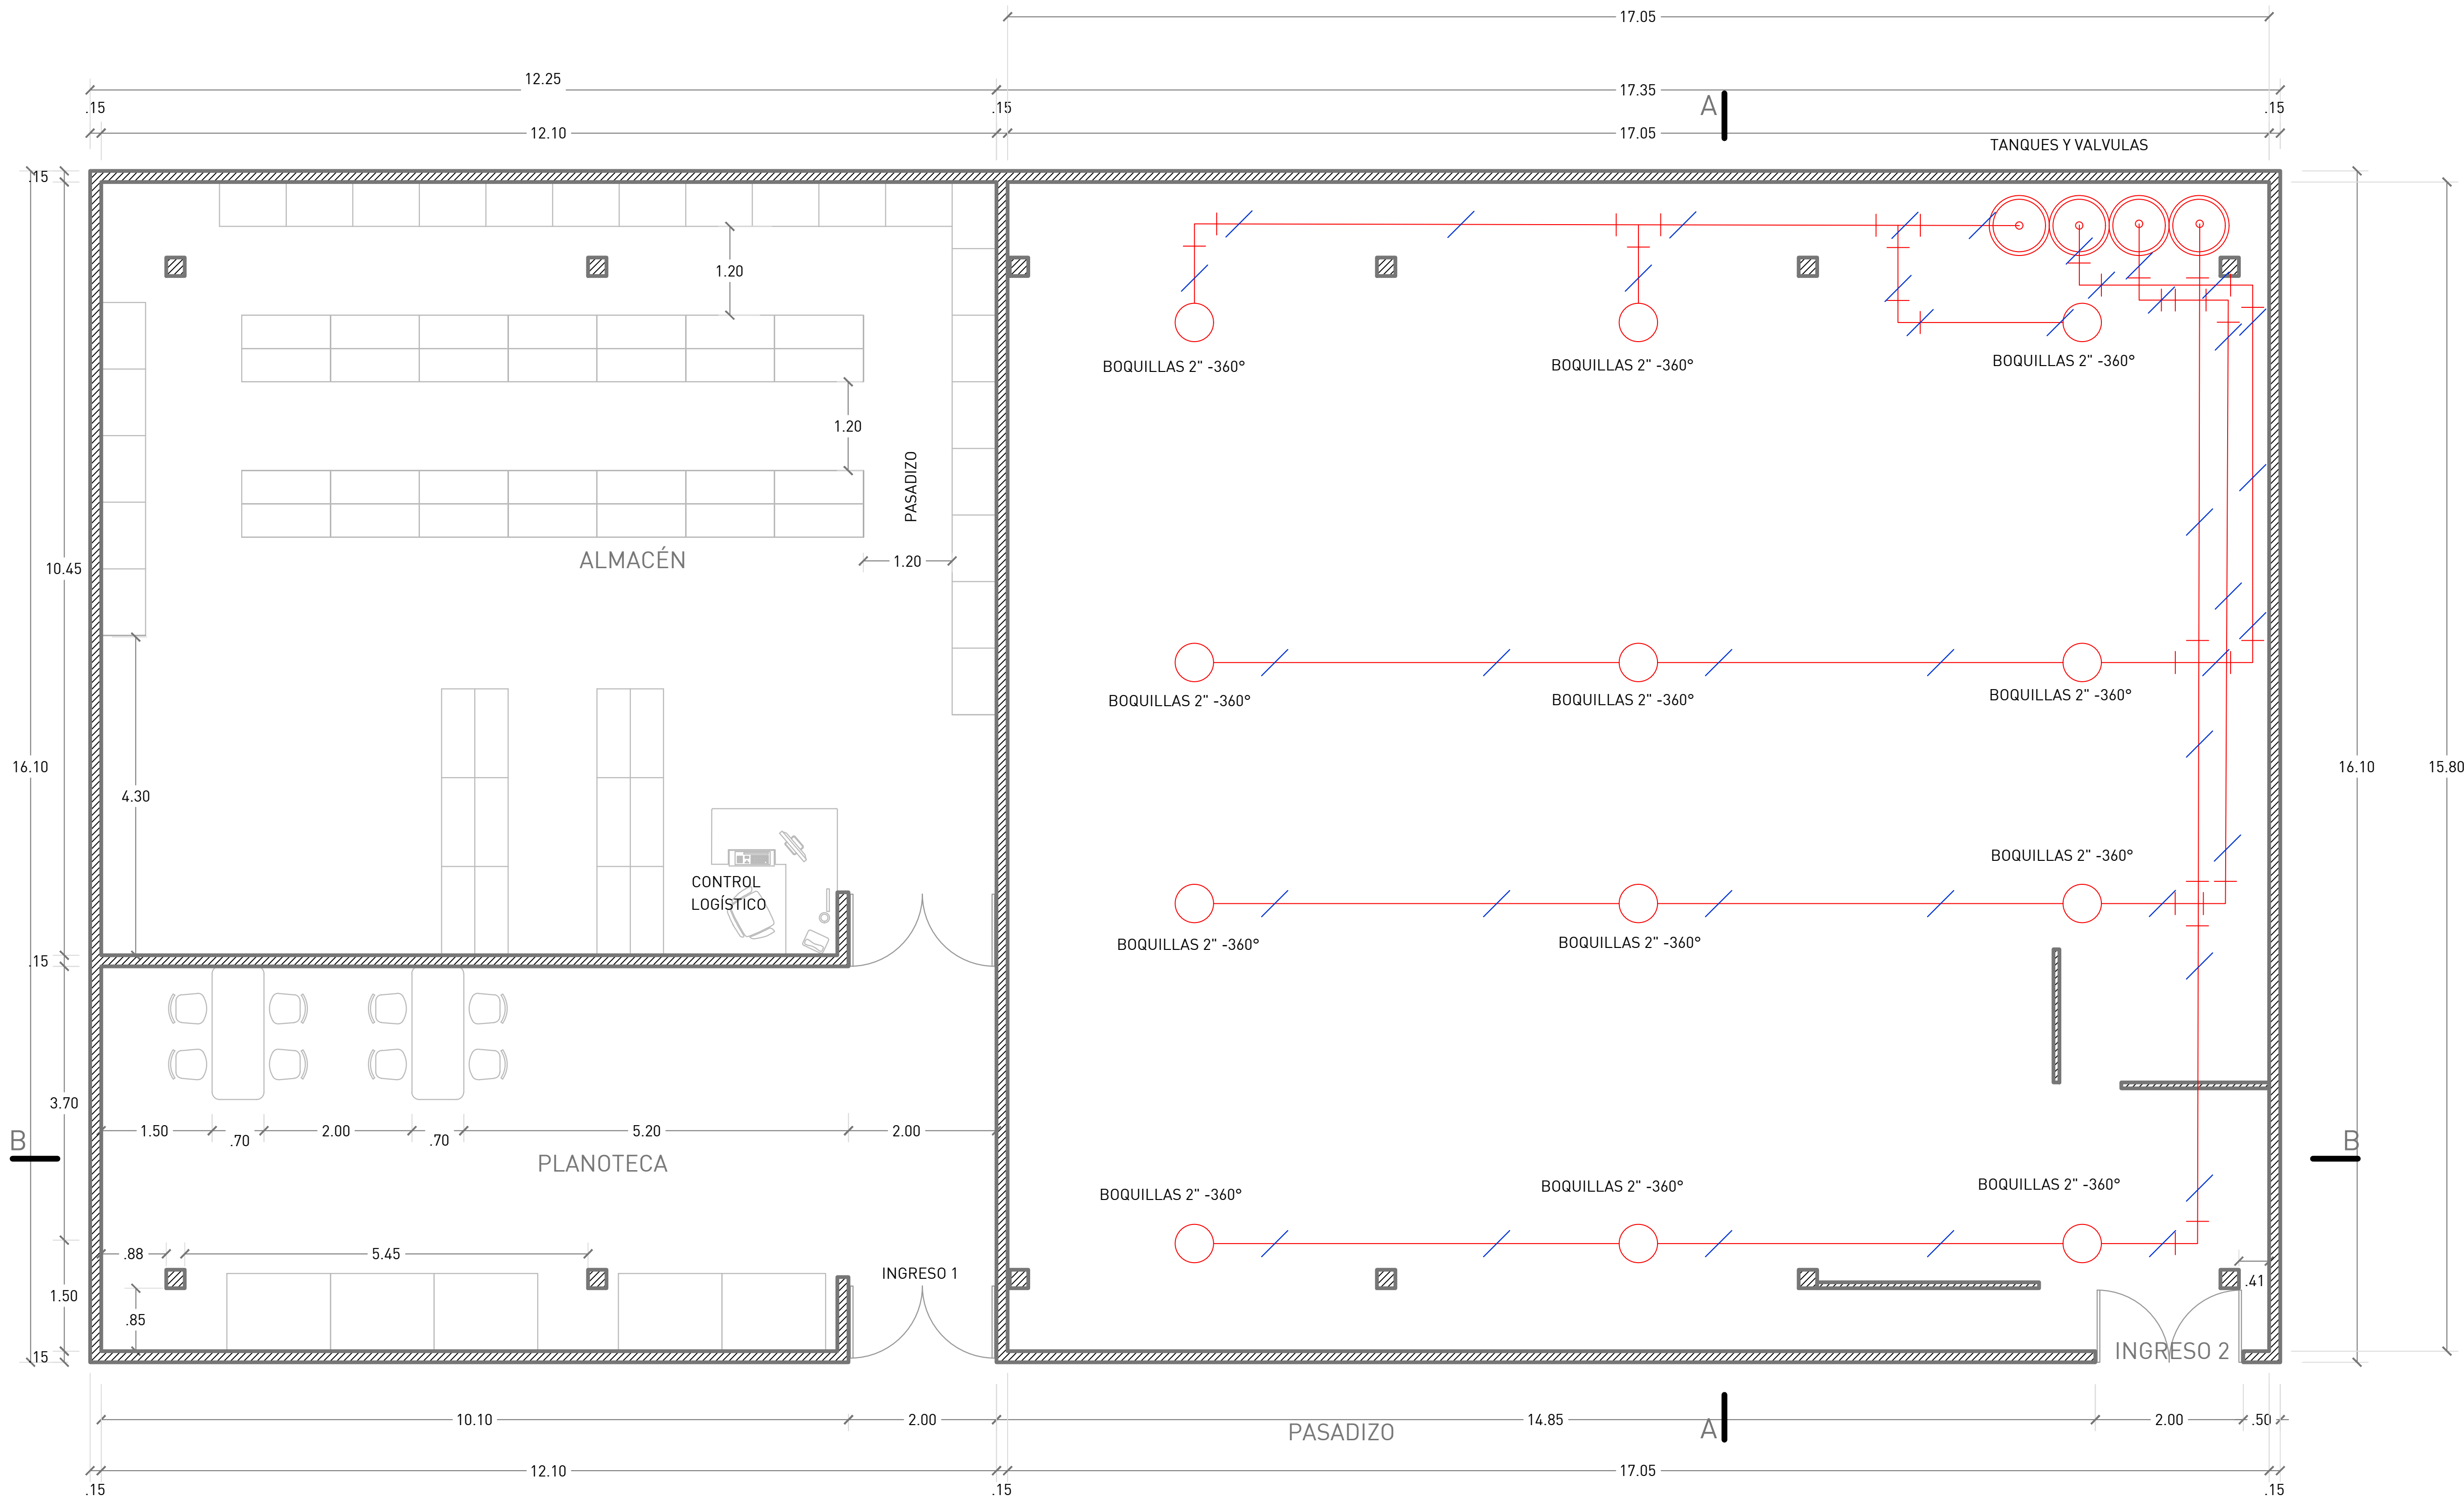 17.05
12.25
17.35
.15
.15
A
.15
12.10
17.05
TANQUES Y VALVULAS
.15
1.20
BOQUILLAS 2" -360°
BOQUILLAS 2" -360°
BOQUILLAS 2" -360°
1.20
PASADIZO
ALMACÉN
1.20
10.45
BOQUILLAS 2" -360°
BOQUILLAS 2" -360°
BOQUILLAS 2" -360°
16.10
16.10
15.80
4.30
BOQUILLAS 2" -360°
CONTROL
LOGÍSTICO
BOQUILLAS 2" -360°
BOQUILLAS 2" -360°
.15
3.70
1.50
.70
2.00
.70
5.20
2.00
B
B
PLANOTECA
BOQUILLAS 2" -360°
BOQUILLAS 2" -360°
BOQUILLAS 2" -360°
.88
5.45
INGRESO 1
.41
1.50
.85
INGRESO 2
.15
10.10
2.00
PASADIZO
14.85
A
2.00
.50
12.10
17.05
.15
.15
.15